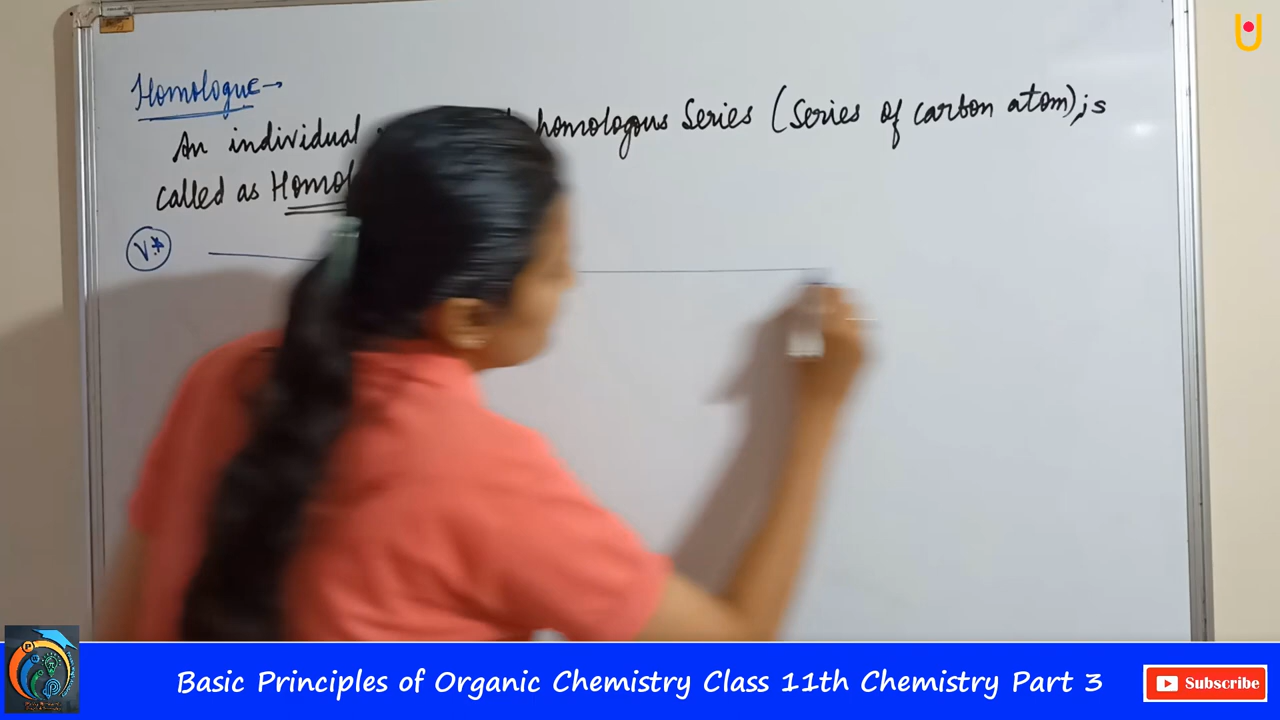 Homologue →
An individual homologous Series (Series of carbon atom), is
called as Homol
V.*
Basic Principles of Organic Chemistry Class 11th Chemistry Part 3
Subscribe